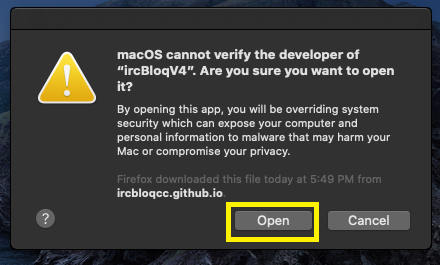 macOS cannot verify the developer of
“ircBloqV4”. Are you sure you want to open
it?
By opening this app, you will be overriding system
security which can expose your computer and
personal information to malware that may harm your
Mac or compromise your privacy.
Firefox downloaded this file today at 5:49 PM from
ircbloqcc.github.io.
?
Open
Cancel